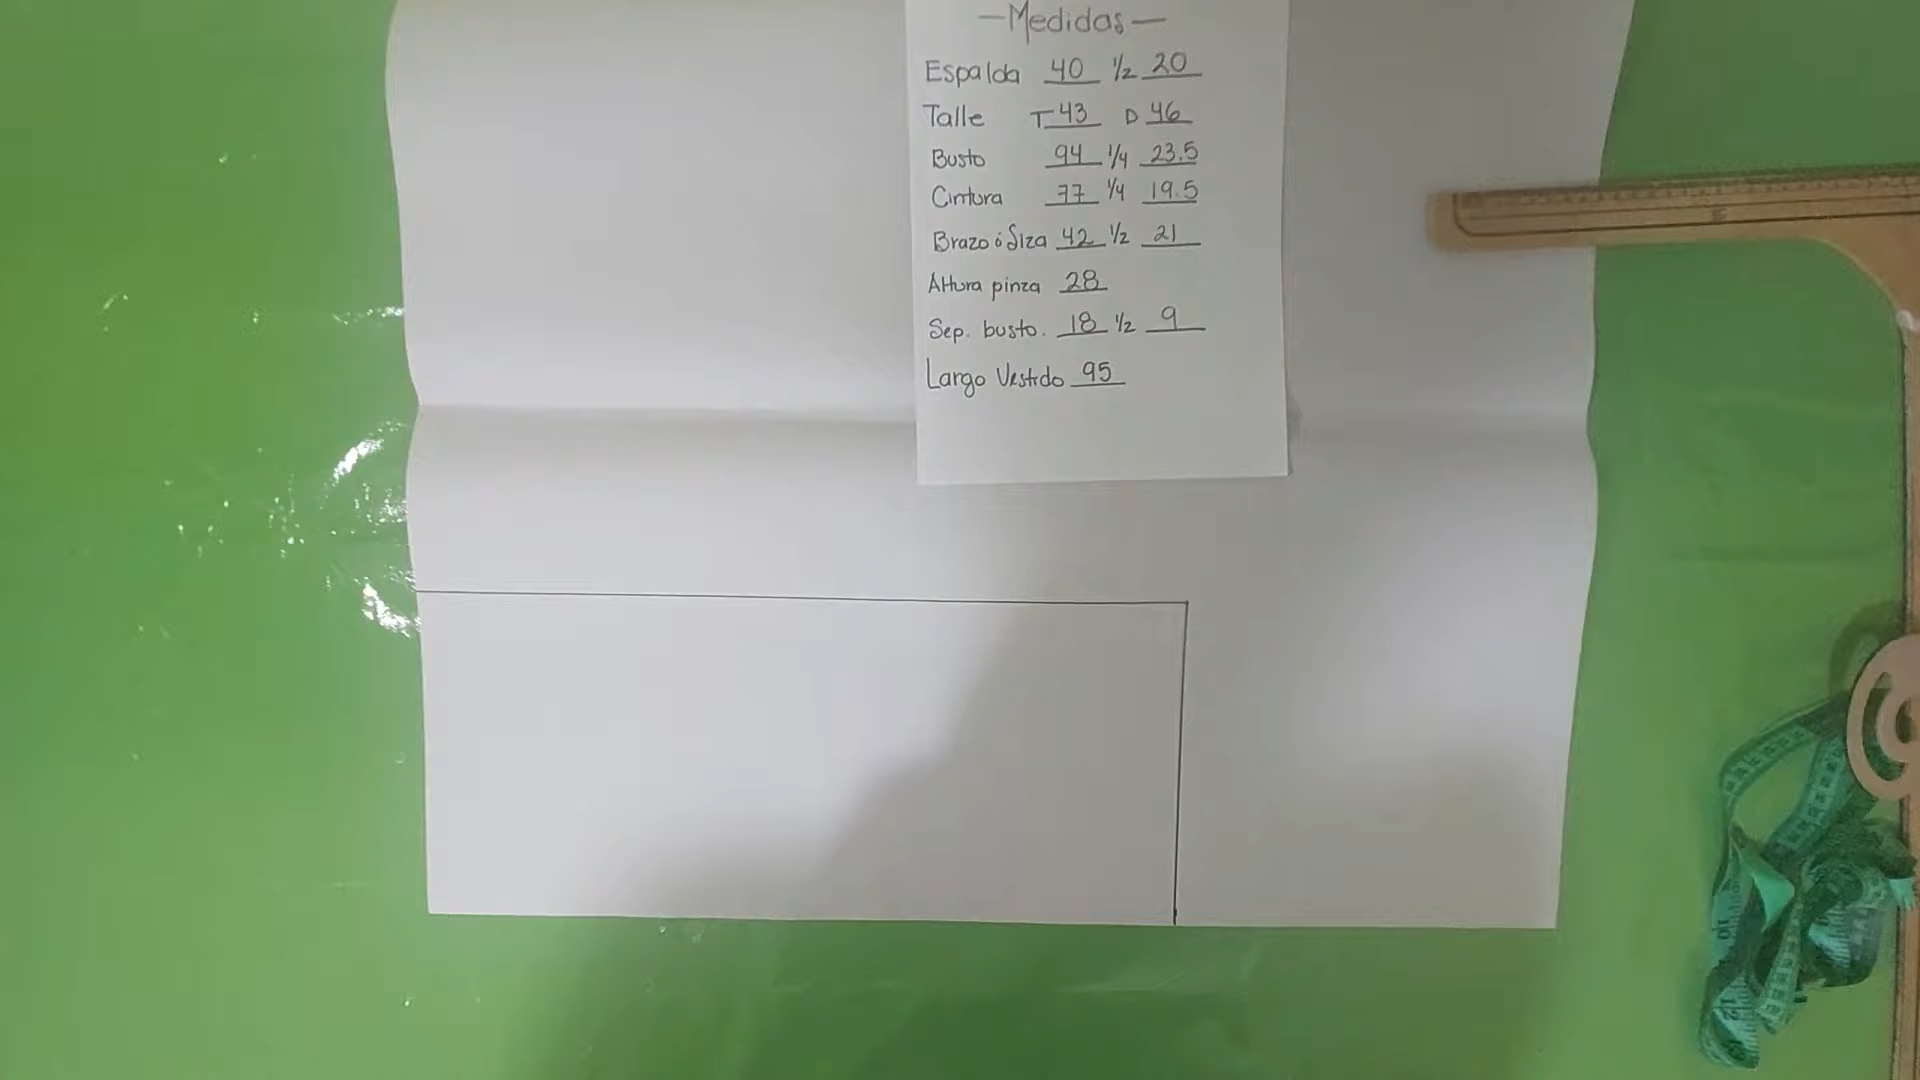 —Medidas—
Espalda 40 1/2 20
Talle T 43 D 46
Busto 94 1/4 23.5
Cintura 77 1/4 19.5
Brazo ó Siza 42 1/2 21
Altura pinza 28
Sep. busto. 18 1/2 9
Largo Vestido 95